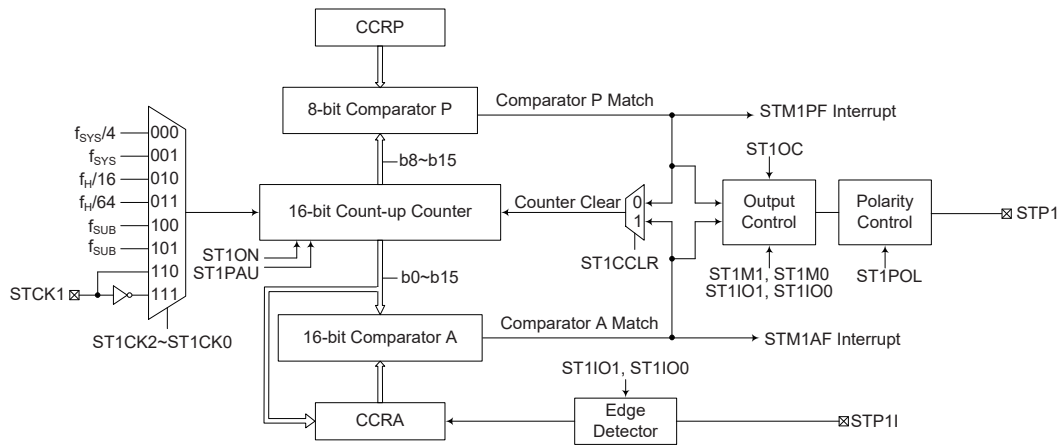 CCRP
8-bit Comparator P
Comparator P Match
STM1PF Interrupt
b8~b15
ST1OC
fSYS/4
000
fSYS
001
fH/16
010
fH/64
011
fSUB
100
fSUB
101
110
111
STCK1
ST1CK2~ST1CK0
16-bit Count-up Counter
Counter Clear
0
1
ST1CCLR
Output
Control
Polarity
Control
STP1
ST1ON
ST1PAU
b0~b15
ST1M1, ST1M0
ST1IO1, ST1IO0
ST1POL
16-bit Comparator A
Comparator A Match
STM1AF Interrupt
ST1IO1, ST1IO0
CCRA
Edge
Detector
STP1I